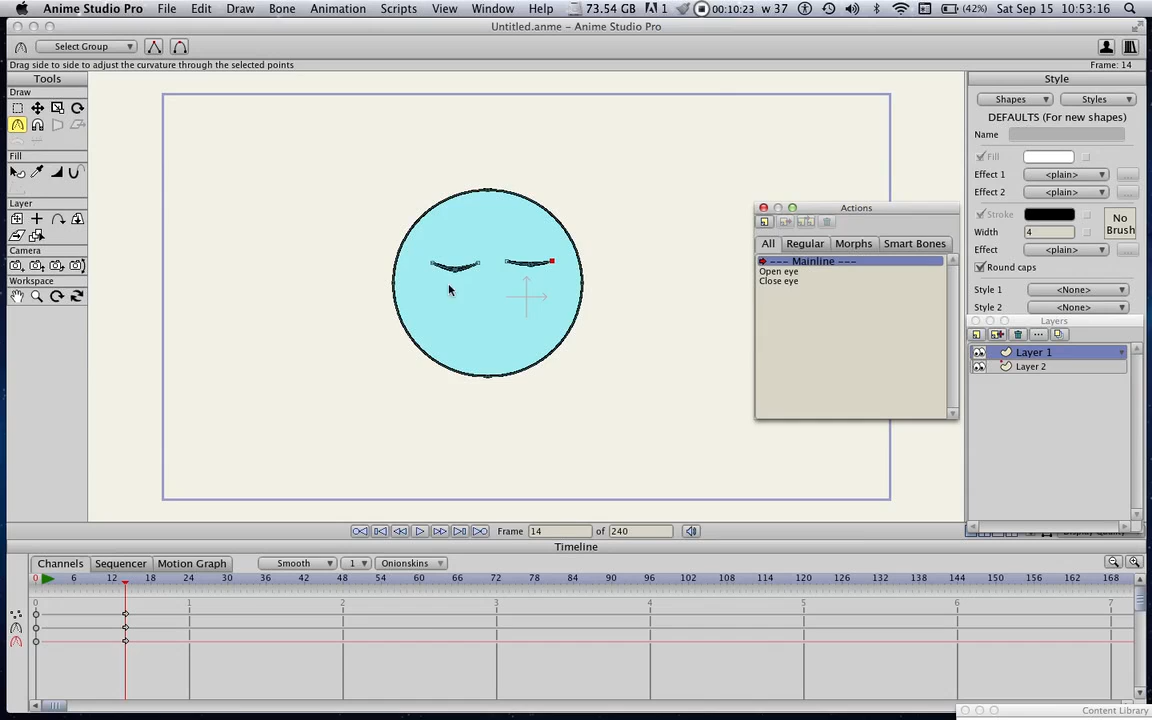 Anime Studio Pro File Edit Draw Bone Animation Scripts View Window Help 73.54 GB 1 00:10:23 w 37 (42%) Sat Sep 15 10:53:16
Untitled.anme – Anime Studio Pro
Select Group
Drag side to side to adjust the curvature through the selected points Frame: 14
Tools
Draw
Fill
Layer
Camera
Workspace
Style
Shapes Styles
DEFAULTS (For new shapes)
Name
Fill
Effect 1 <plain> ...
Effect 2 <plain> ...
Stroke
Width 4
No Brush
Effect <plain>
Round caps
Style 1 <None>
Style 2 <None>
Actions
All Regular Morphs Smart Bones
--- Mainline ---
Open eye
Close eye
Layers
Layer 1
Layer 2
Frame 14 of 240
Display Quality
Timeline
Channels Sequencer Motion Graph Smooth 1 Onionskins
0 6 12 18 24 30 36 42 48 54 60 66 72 78 84 90 96 102 108 114 120 126 132 138 144 150 156 162 168
0 1 2 3 4 5 6 7
Content Library